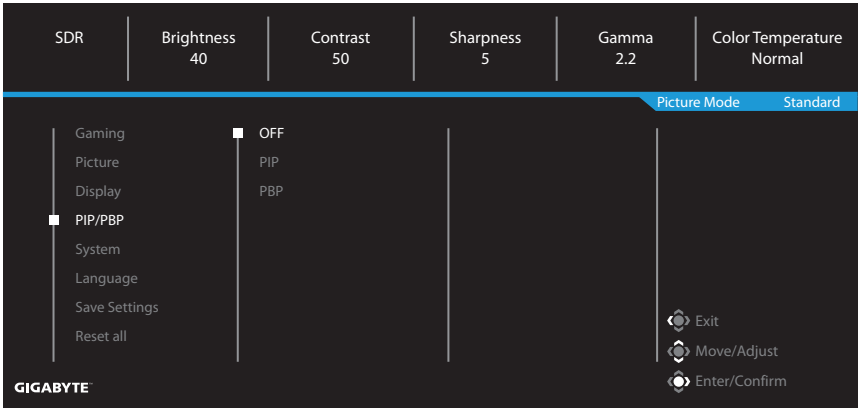 SDR Brightness Contrast Sharpness Gamma Color Temperature
40 50 5 2.2 Normal
Picture Mode Standard
Gaming OFF
Picture PIP
Display PBP
PIP/PBP
System
Language
Save Settings
Reset all
Exit
Move/Adjust
GIGABYTE™ Enter/Confirm